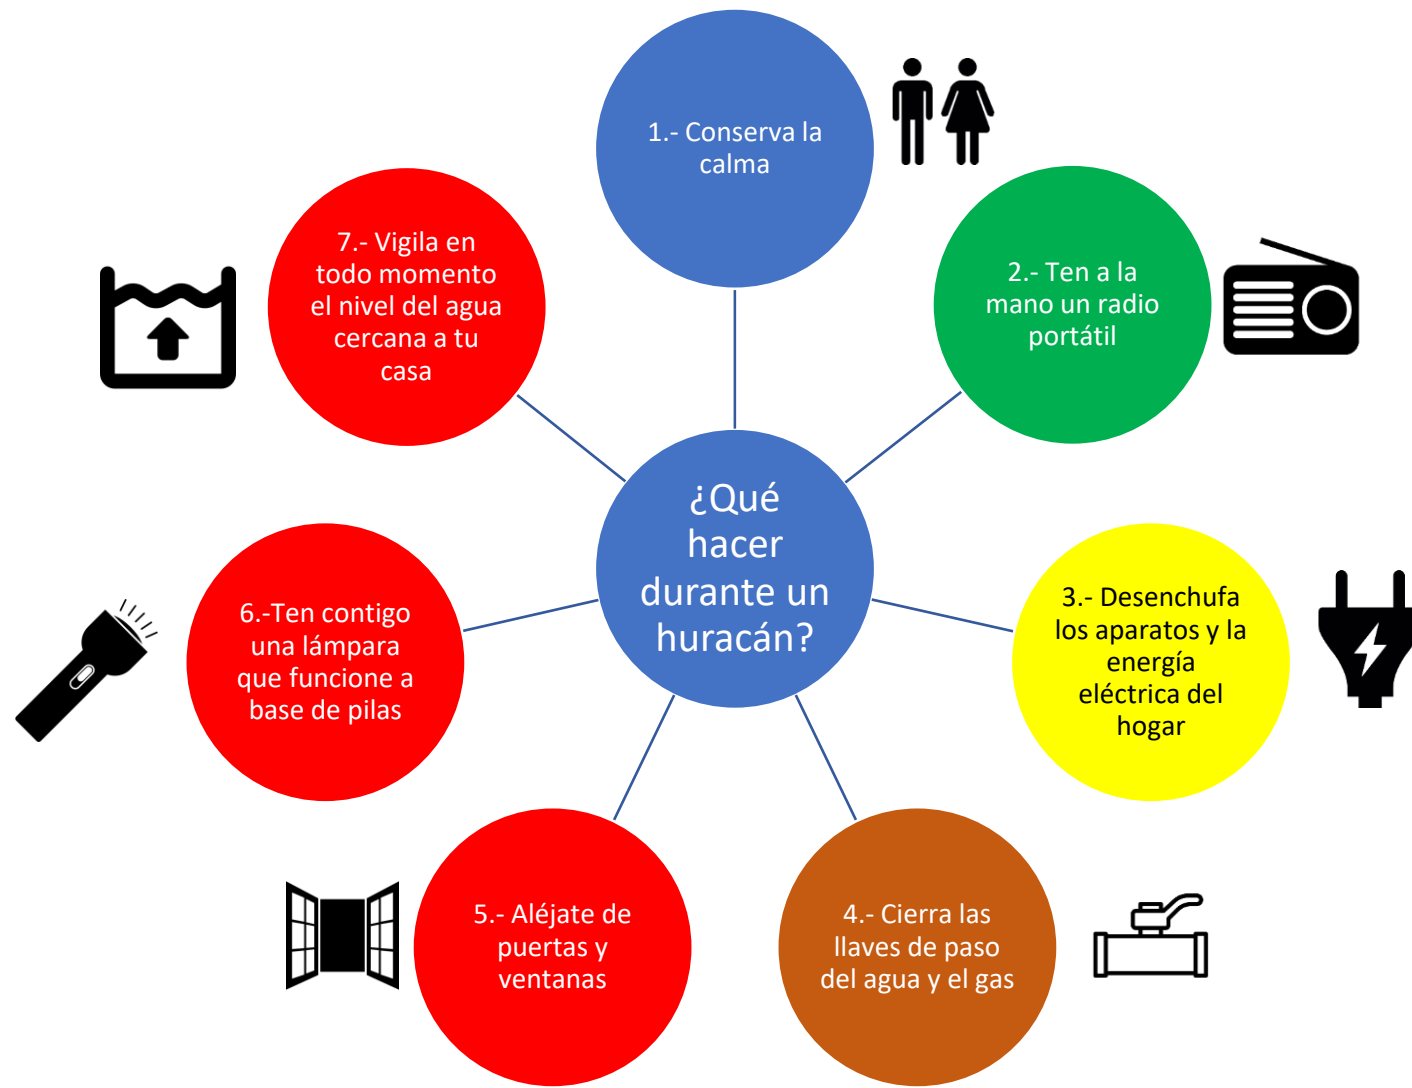 1.- Conserva la
calma
2.- Ten a la
mano un radio
portátil
3.- Desenchufa
los aparatos y la
energía
eléctrica del
hogar
4.- Cierra las
llaves de paso
del agua y el gas
5.- Aléjate de
puertas y
ventanas
6.-Ten contigo
una lámpara
que funcione a
base de pilas
7.- Vigila en
todo momento
el nivel del agua
cercana a tu
casa
¿Qué
hacer
durante un
huracán?